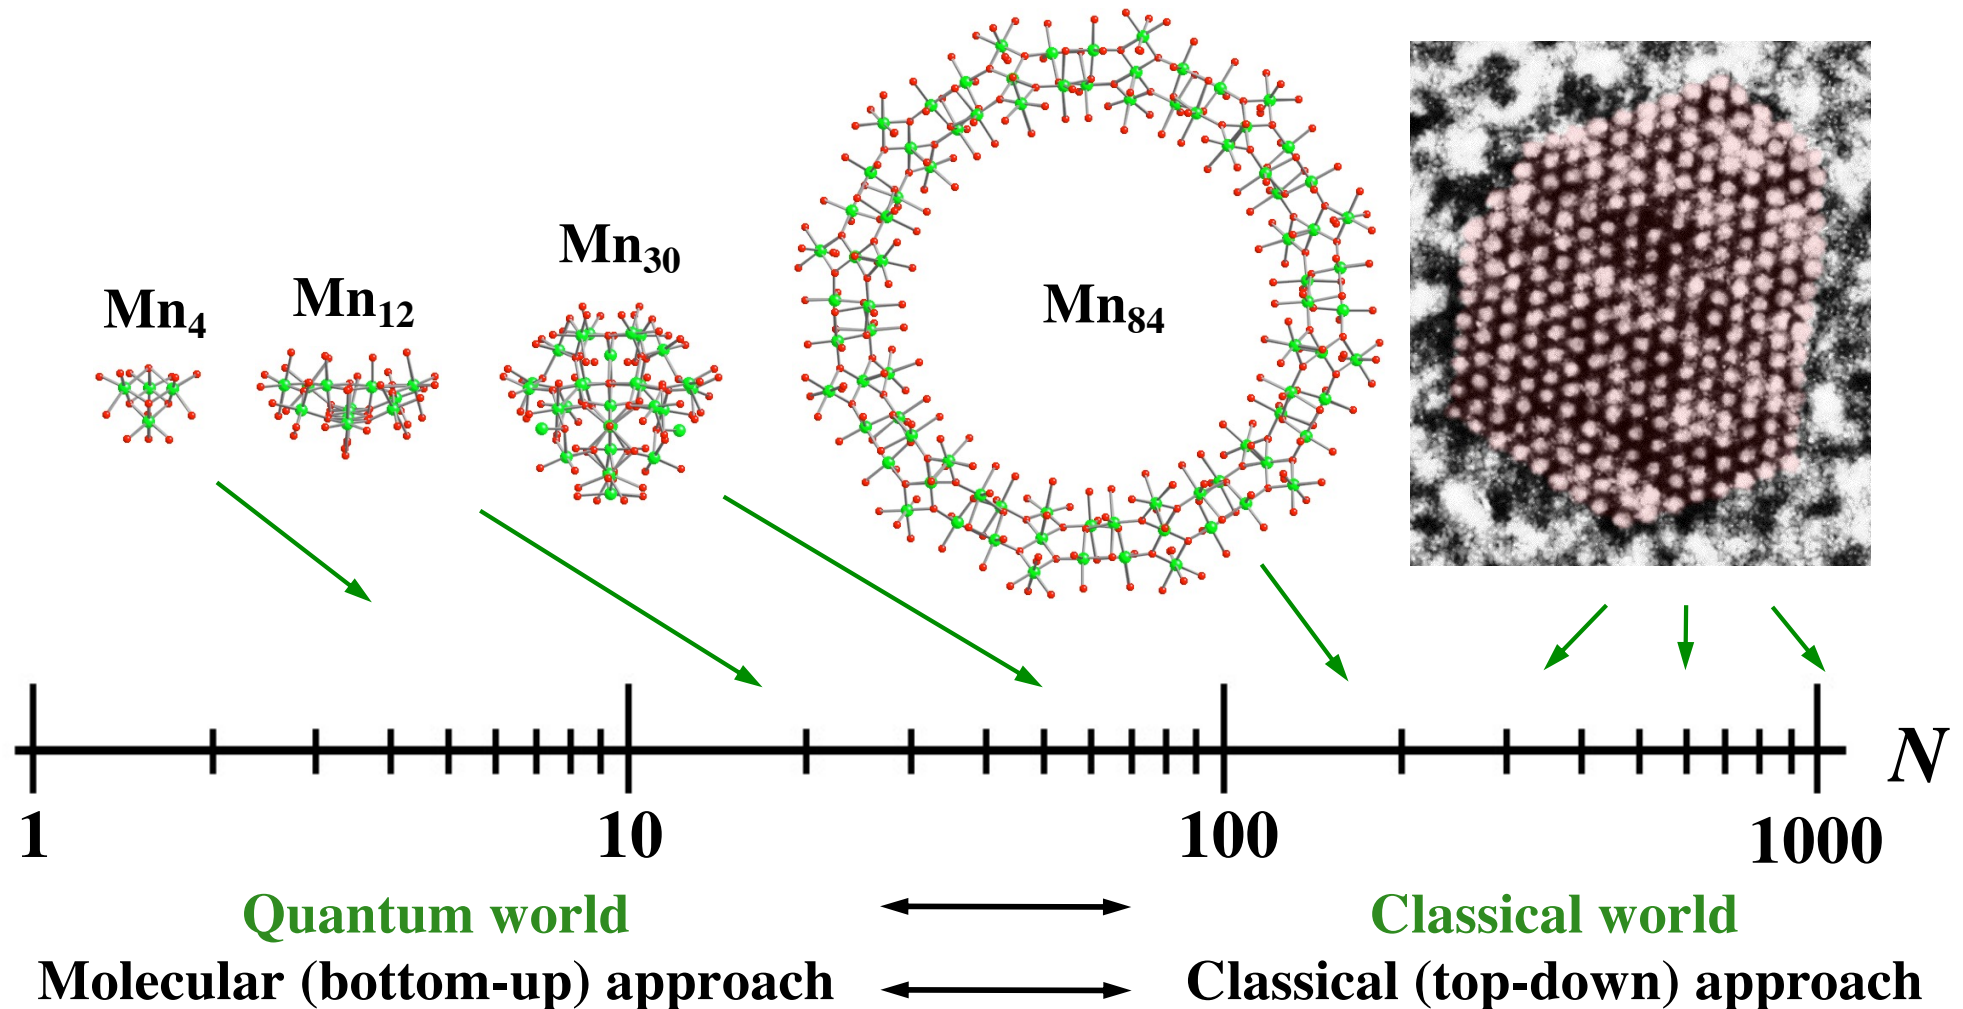 Mn4
Mn12
Mn30
Mn84
N
1
10
100
1000
Quantum world
Classical world
Molecular (bottom-up) approach
Classical (top-down) approach